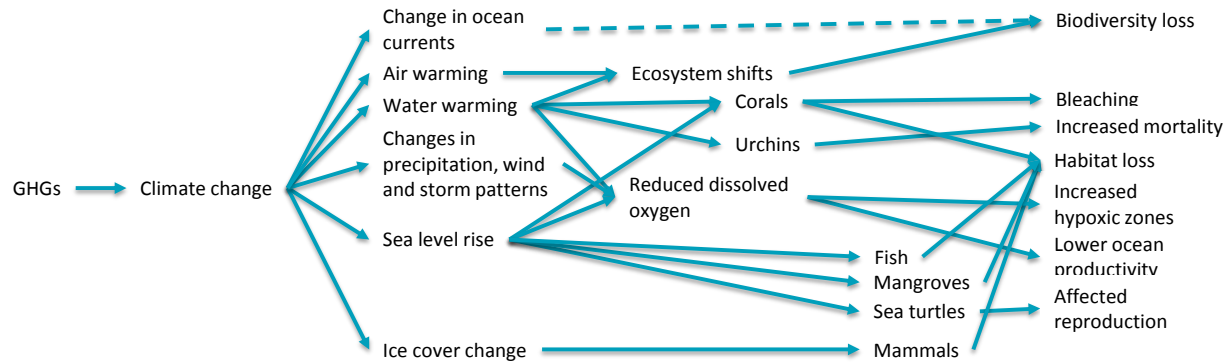 GHGs
Climate change
Change in ocean
currents
Air warming
Water warming
Changes in
precipitation, wind
and storm patterns
Sea level rise
Ice cover change
Ecosystem shifts
Corals
Urchins
Reduced dissolved
oxygen
Fish
Mangroves
Sea turtles
Mammals
Biodiversity loss
Bleaching
Increased mortality
Habitat loss
Increased
hypoxic zones
Lower ocean
productivity
Affected
reproduction